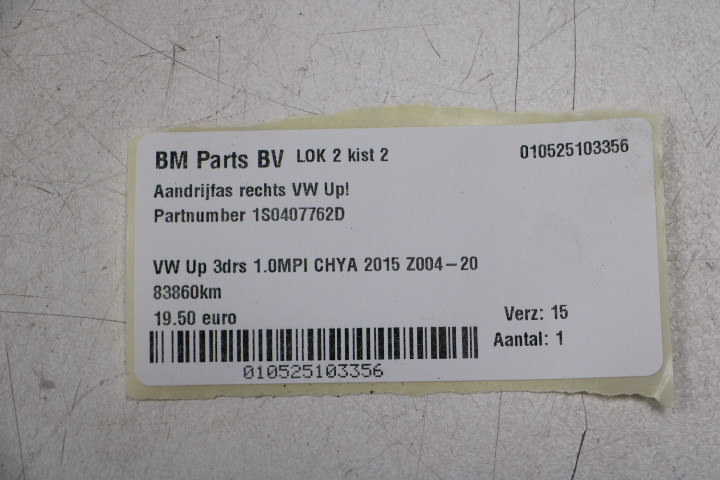 BM Parts BV LOK 2 kist 2 010525103356
Aandrijfas rechts VW Up!
Partnumber 1S0407762D
VW Up 3drs 1.0MPI CHYA 2015 Z004-20
83860km
19.50 euro Verz: 15
Aantal: 1
010525103356